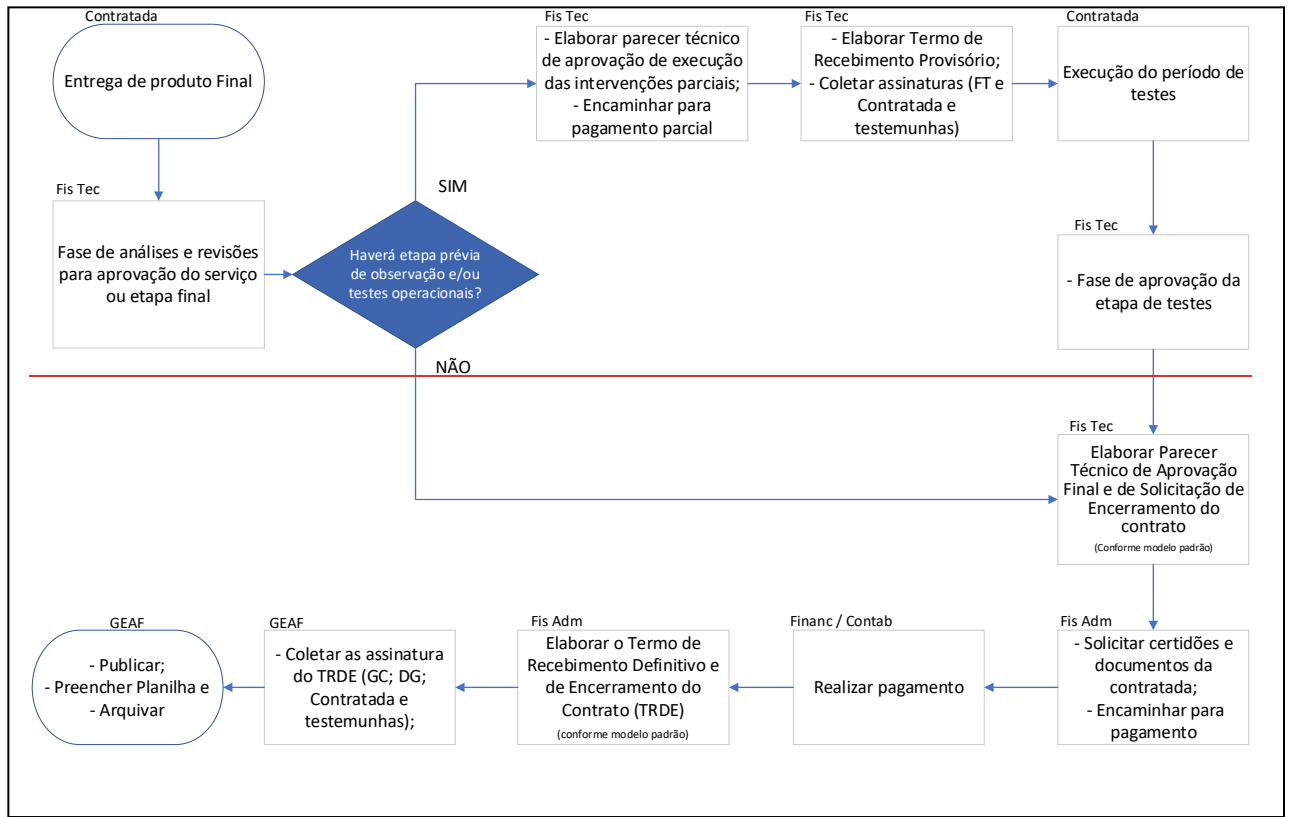 Contratada
Entrega de produto Final
Fis Tec
Fase de análises e revisões
para aprovação do serviço
ou etapa final
Haverá etapa prévia
de observação e/ou
testes operacionais?
SIM
NÃO
Fis Tec
- Elaborar parecer técnico
de aprovação de execução
das intervenções parciais;
- Encaminhar para
pagamento parcial
Fis Tec
- Elaborar Termo de
Recebimento Provisório;
- Coletar assinaturas (FT e
Contratada e
testemunhas)
Contratada
Execução do período de
testes
Fis Tec
- Fase de aprovação da
etapa de testes
Fis Tec
Elaborar Parecer
Técnico de Aprovação
Final e de Solicitação de
Encerramento do
contrato
(Conforme modelo padrão)
Fis Adm
- Solicitar certidões e
documentos da
contratada;
- Encaminhar para
pagamento
Financ / Contab
Realizar pagamento
Fis Adm
Elaborar o Termo de
Recebimento Definitivo e
de Encerramento do
Contrato (TRDE)
(conforme modelo padrão)
GEAF
- Coletar as assinatura
do TRDE (GC; DG;
Contratada e
testemunhas);
GEAF
- Publicar;
- Preencher Planilha e
- Arquivar